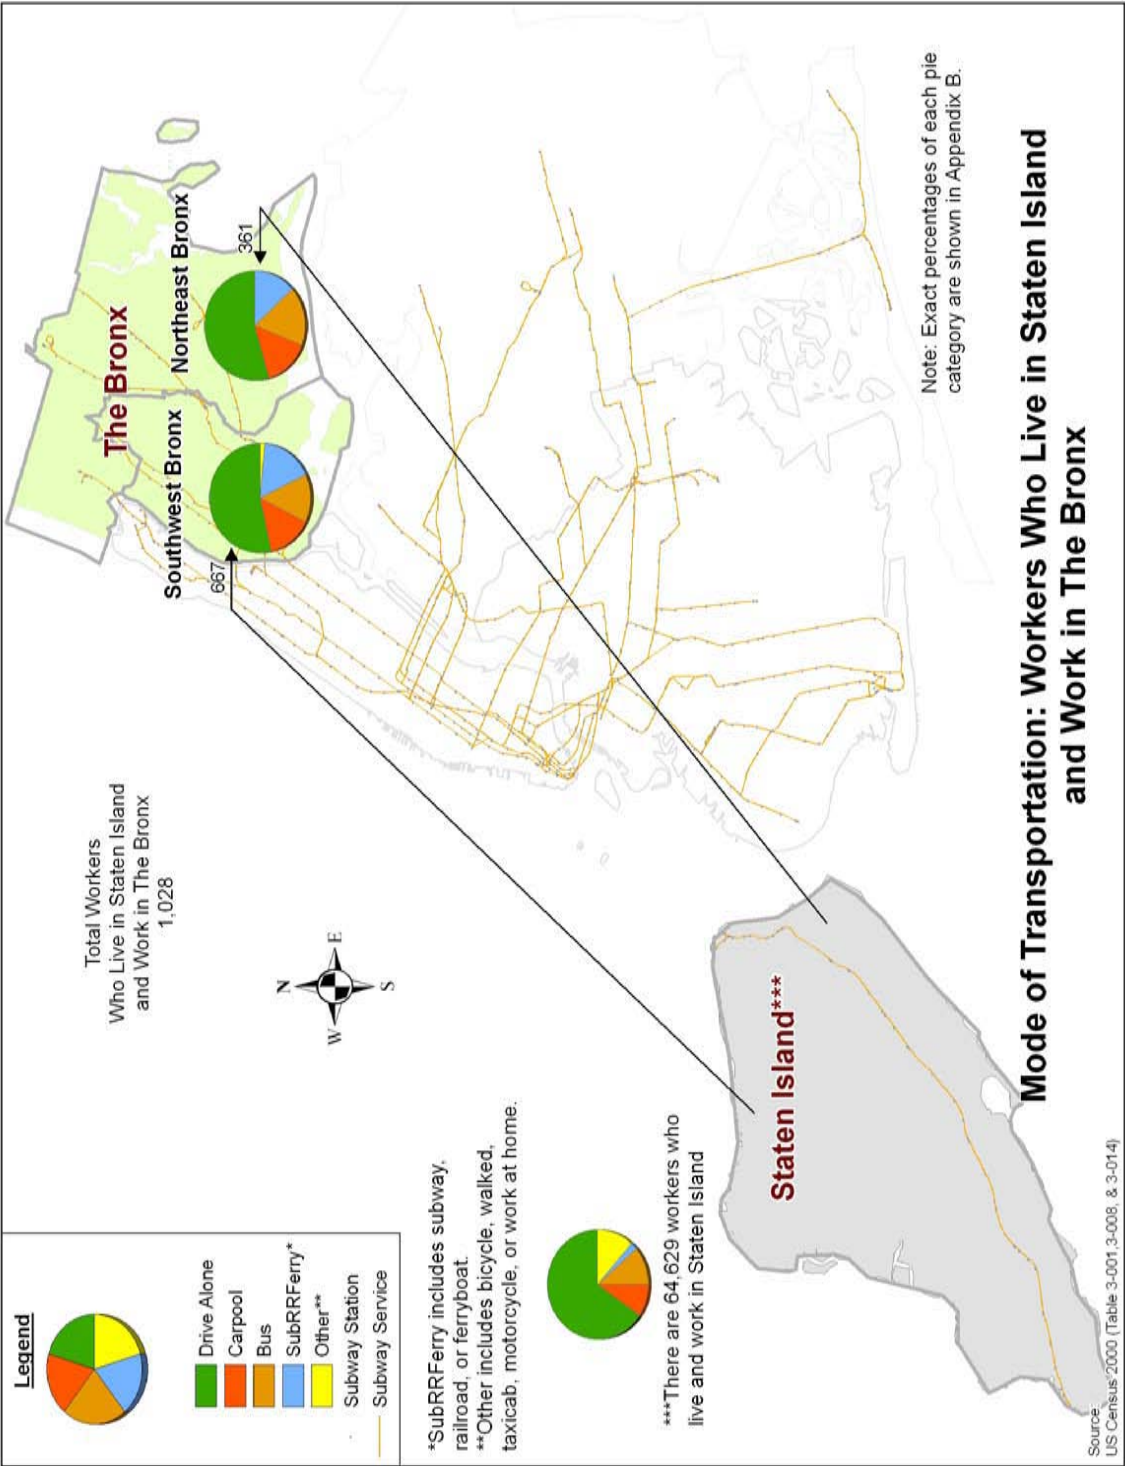 Legend
Drive Alone
Carpool
Bus
SubRRFerry*
Other**
Subway Station
Subway Service
*SubRRFerry includes subway,
railroad, or ferryboat.
**Other includes bicycle, walked,
taxicab, motorcycle, or work at home.
***There are 64,629 workers who
live and work in Staten Island
Total Workers
Who Live in Staten Island
and Work in The Bronx
1,028
N
W
E
S
The Bronx
Southwest Bronx
Northeast Bronx
667
361
Staten Island***
Note: Exact percentages of each pie
category are shown in Appendix B.
Mode of Transportation: Workers Who Live in Staten Island
and Work in The Bronx
Source:
US Census 2000 (Table 3-001,3-008, & 3-014)